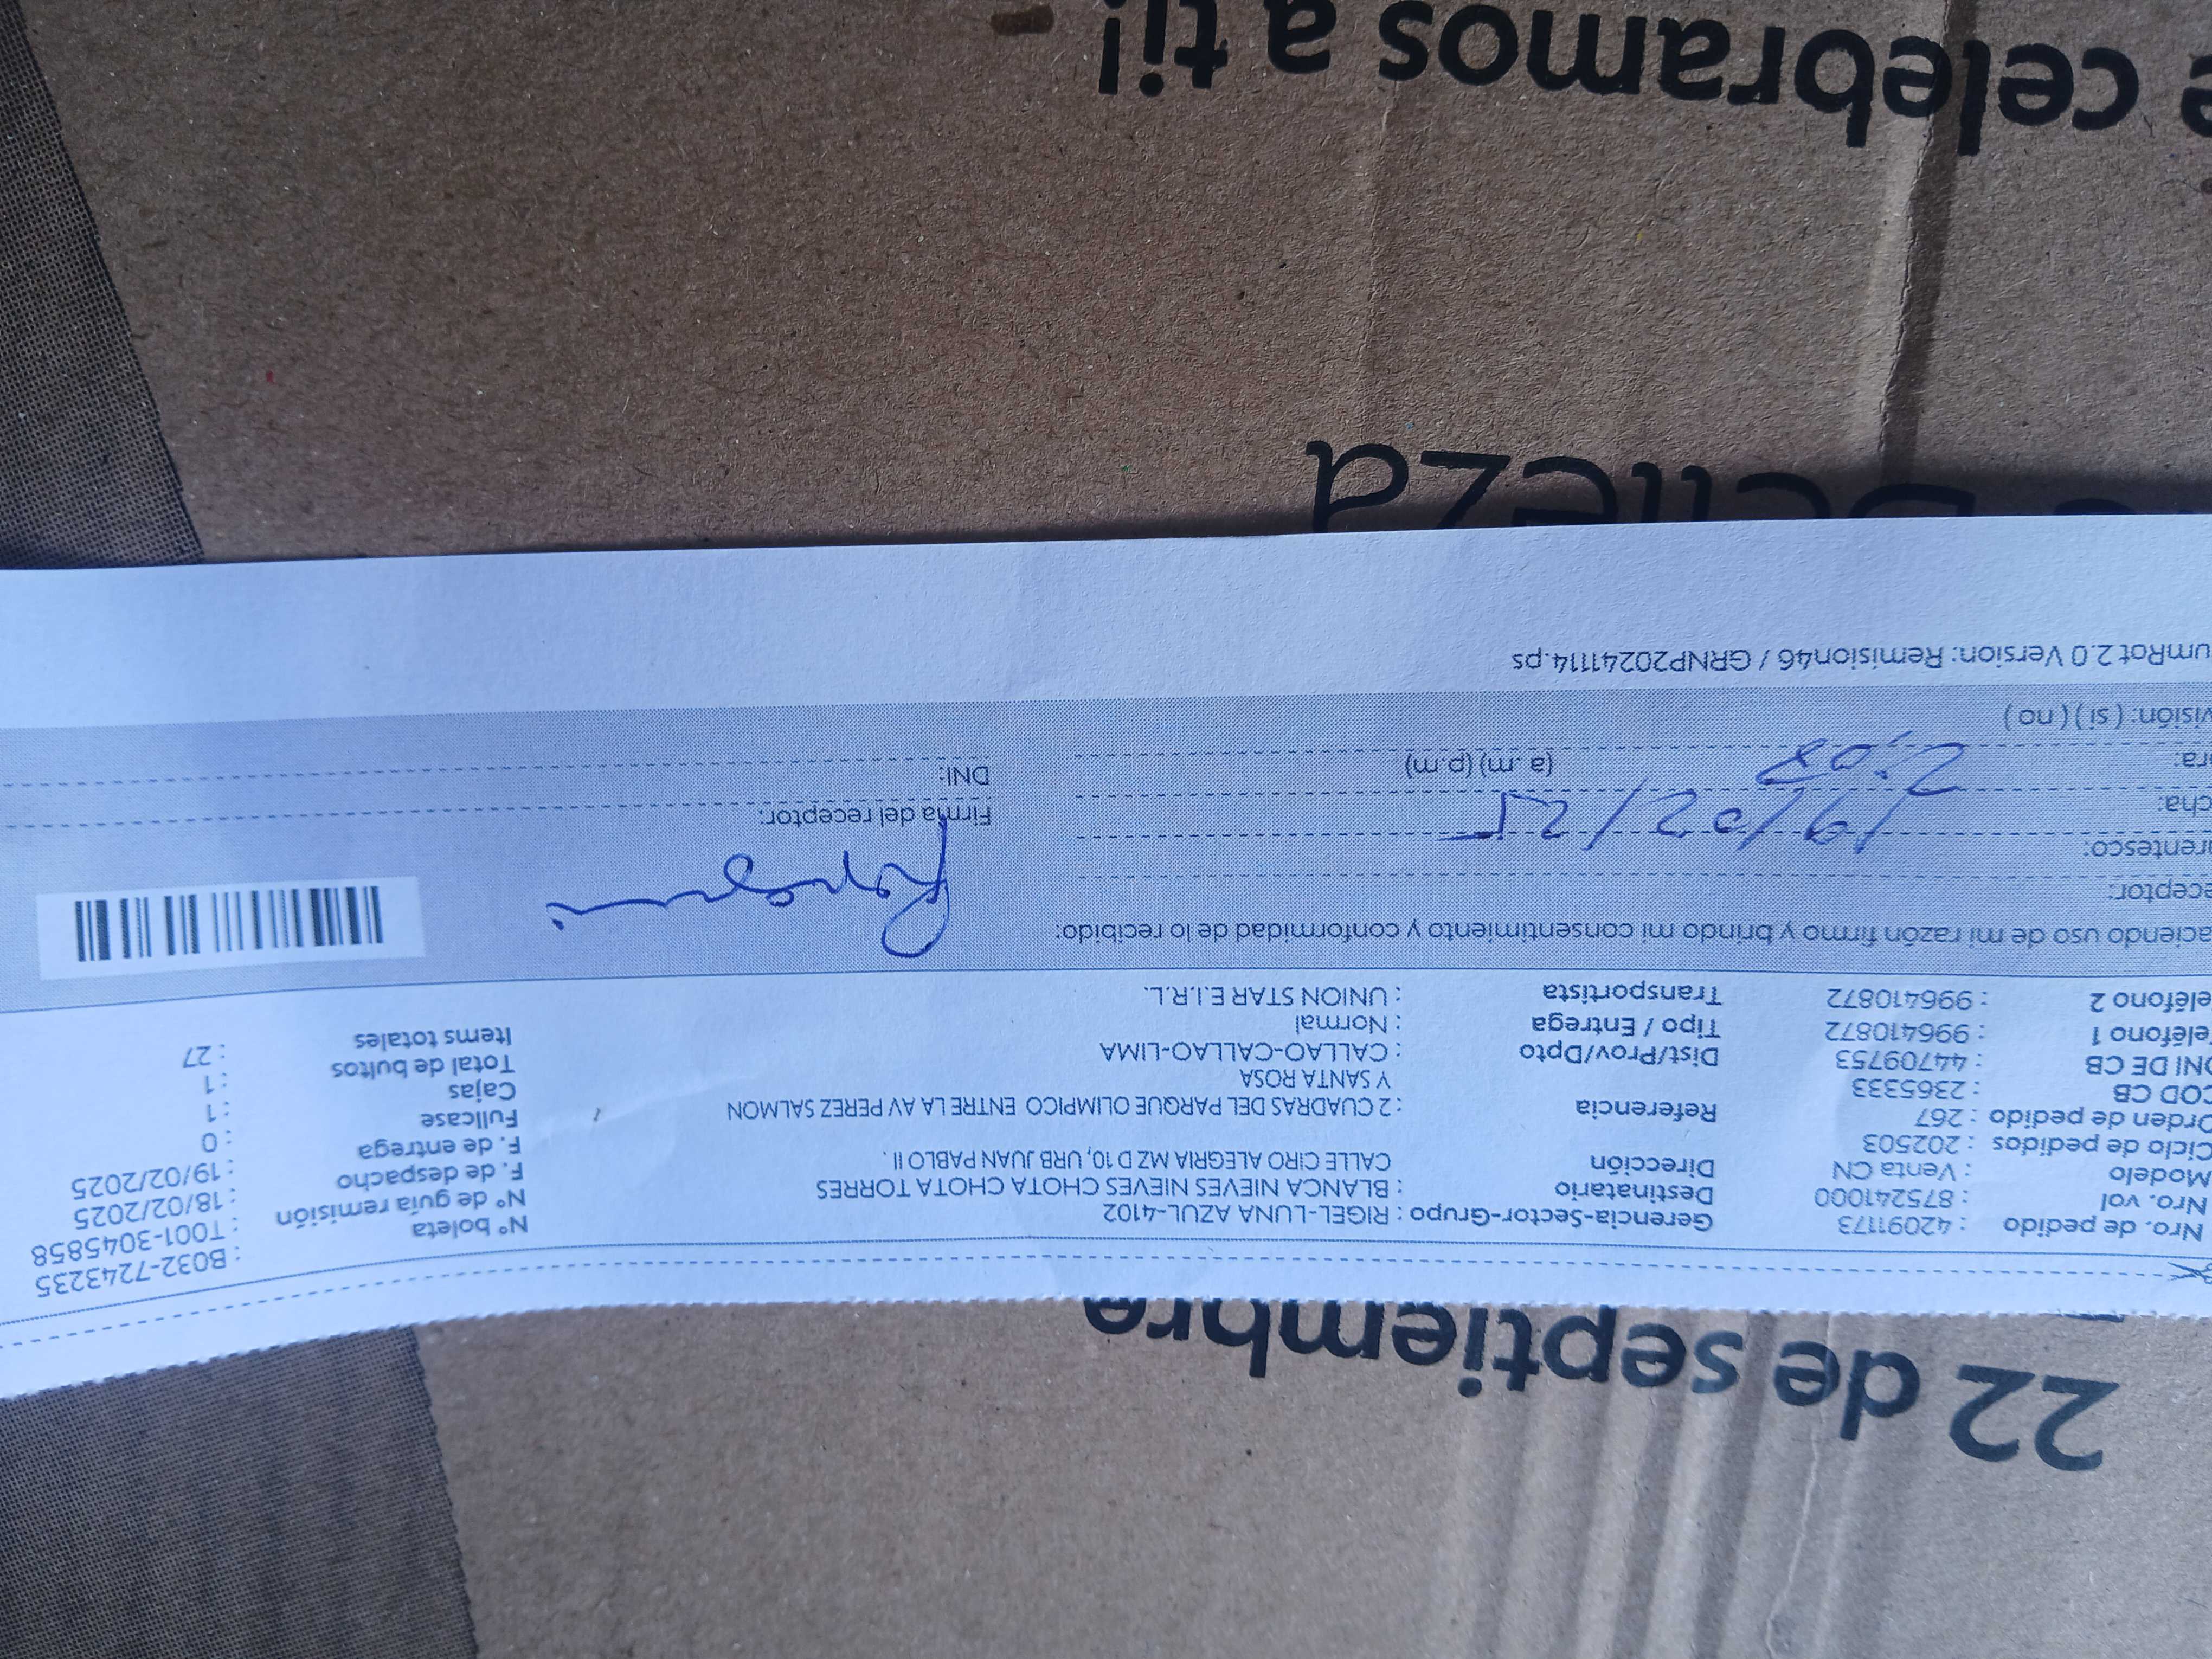 22 de septiembre
Nro. de pedido : 42091173
Nro. vol : 875241000
Modelo : Venta CN
Ciclo de pedidos : 202503
Orden de pedido : 267
COD CB : 2365333
DNI DE CB : 44709753
Teléfono 1 : 996410872
Teléfono 2 : 996410872
Gerencia-Sector-Grupo : RIGEL-LUNA AZUL-4102
Destinatario : BLANCA NIEVES NIEVES CHOTA CHOTA TORRES
Dirección CALLE CIRO ALEGRIA MZ D 10, URB JUAN PABLO II .
Referencia : 2 CUADRAS DEL PARQUE OLIMPICO ENTRE LA AV PEREZ SALMON
Y SANTA ROSA
Dist/Prov/Dpto : CALLAO-CALLAO-LIMA
Tipo / Entrega : Normal
Transportista : UNION STAR E.I.R.L.
N° boleta : B032-7243235
N° de guía remisión : T001-3045858
F. de despacho : 18/02/2025
F. de entrega : 19/02/2025
Fullcase : 0
Cajas : 1
Total de bultos : 1
Items totales : 27
aciendo uso de mi razón firmo y brindo mi consentimiento y conformidad de lo recibido:
eceptor:
rentesco:
cha: 19/02/25
ra: 2:08 (a. m) (p.m)
visión: ( si ) ( no )
Firma del receptor:
DNI:
umRot 2.0 Version: Remision46 / GRNP20241114.ps
belleza
e celebramos a ti!